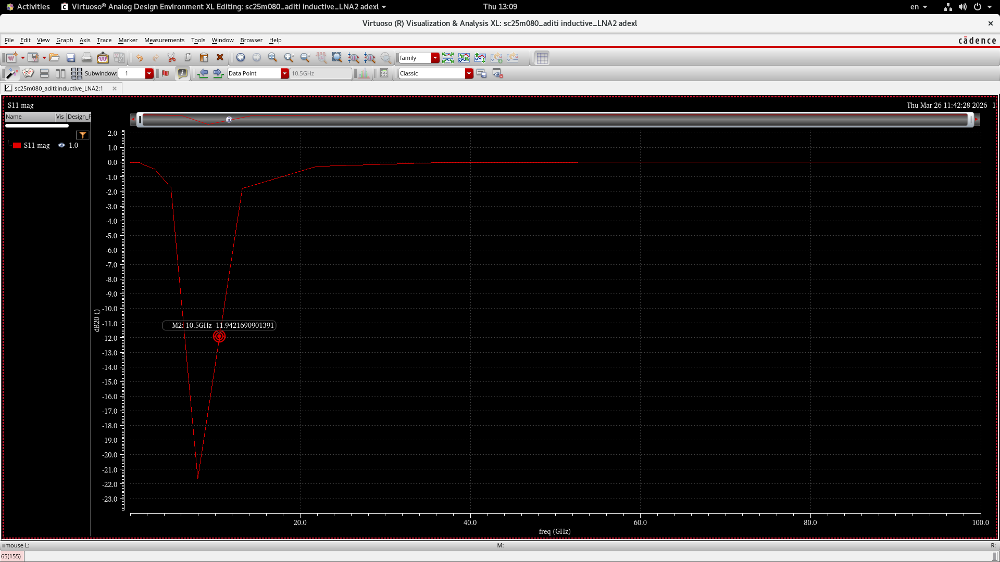 Activities
Virtuoso® Analog Design Environment XL Editing: sc25m080_aditi inductive_LNA2 adexl
Thu 13:09
en
Virtuoso (R) Visualization & Analysis XL: sc25m080_aditi inductive_LNA2 adexl
File Edit View Graph Axis Trace Marker Measurements Tools Window Browser Help
cādence
family
Subwindow: 1
Data Point
10.5GHz
Classic
sc25m080_aditi:inductive_LNA2:1
S11 mag
Thu Mar 26 11:42:28 2026 1
Name Vis Design_P
S11 mag 1.0
2.0
1.0
0.0
-1.0
-2.0
-3.0
-4.0
-5.0
-6.0
-7.0
-8.0
-9.0
-10.0
-11.0
-12.0
-13.0
-14.0
-15.0
-16.0
-17.0
-18.0
-19.0
-20.0
-21.0
-22.0
-23.0
dB20 ()
M2: 10.5GHz -11.9421690901391
20.0 40.0 60.0 80.0 100.0
freq (GHz)
mouse L: M: R:
65(155)